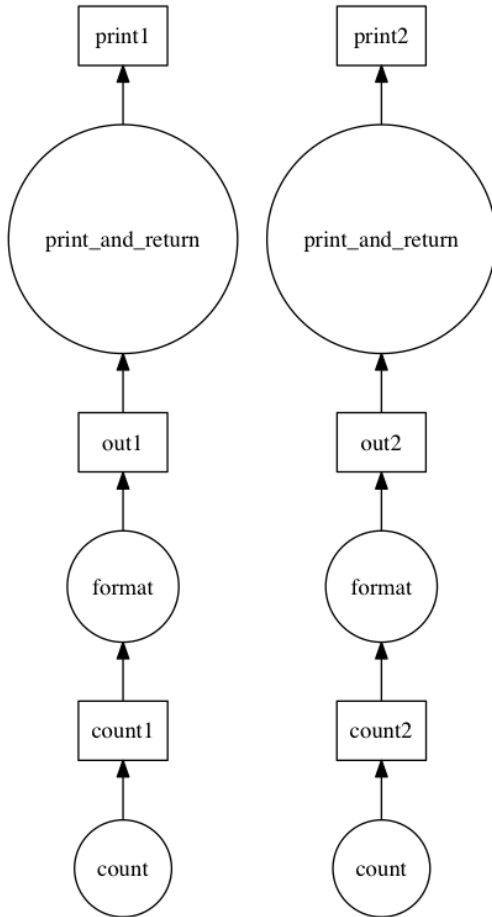 print1
print2
print_and_return
print_and_return
out1
out2
format
format
count1
count2
count
count